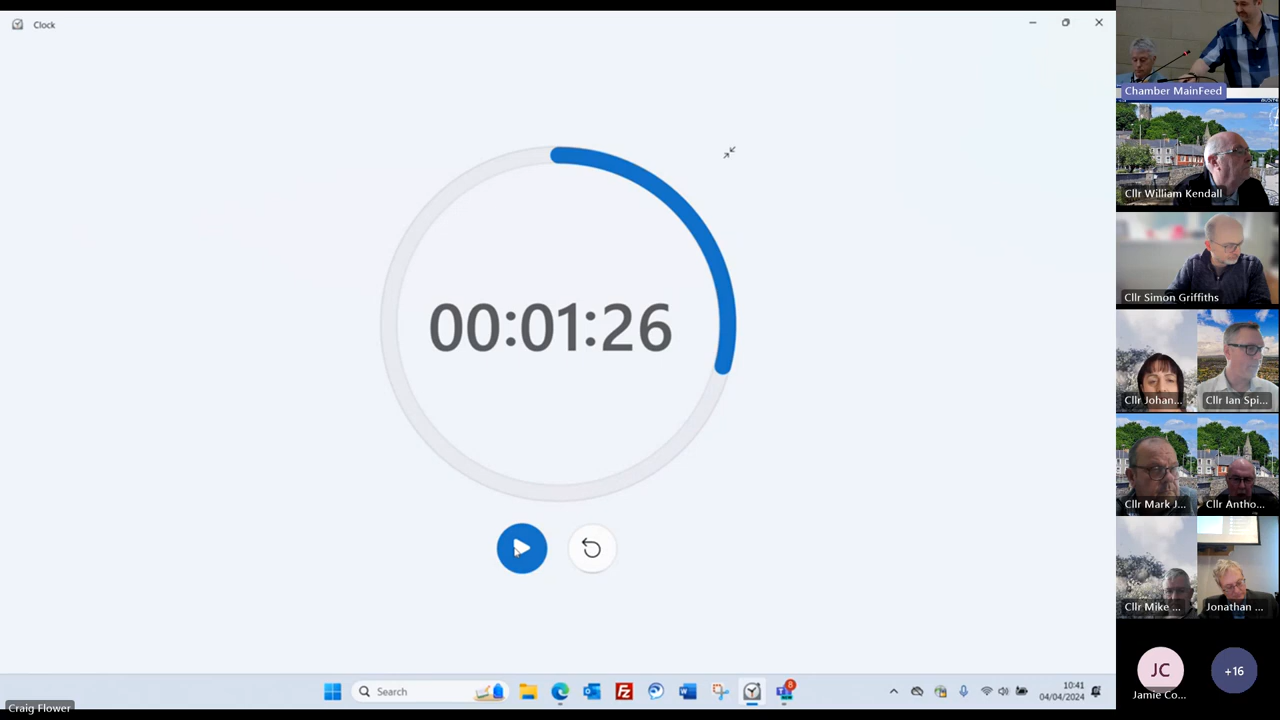 Clock
00:01:26
Search
8
10:41
04/04/2024
Craig Flower
Chamber MainFeed
Cllr William Kendall
Cllr Simon Griffiths
Cllr Johan...
Cllr Ian Spi...
Cllr Mark J...
Cllr Antho...
Cllr Mike ...
Jonathan ...
JC
Jamie Co...
+16